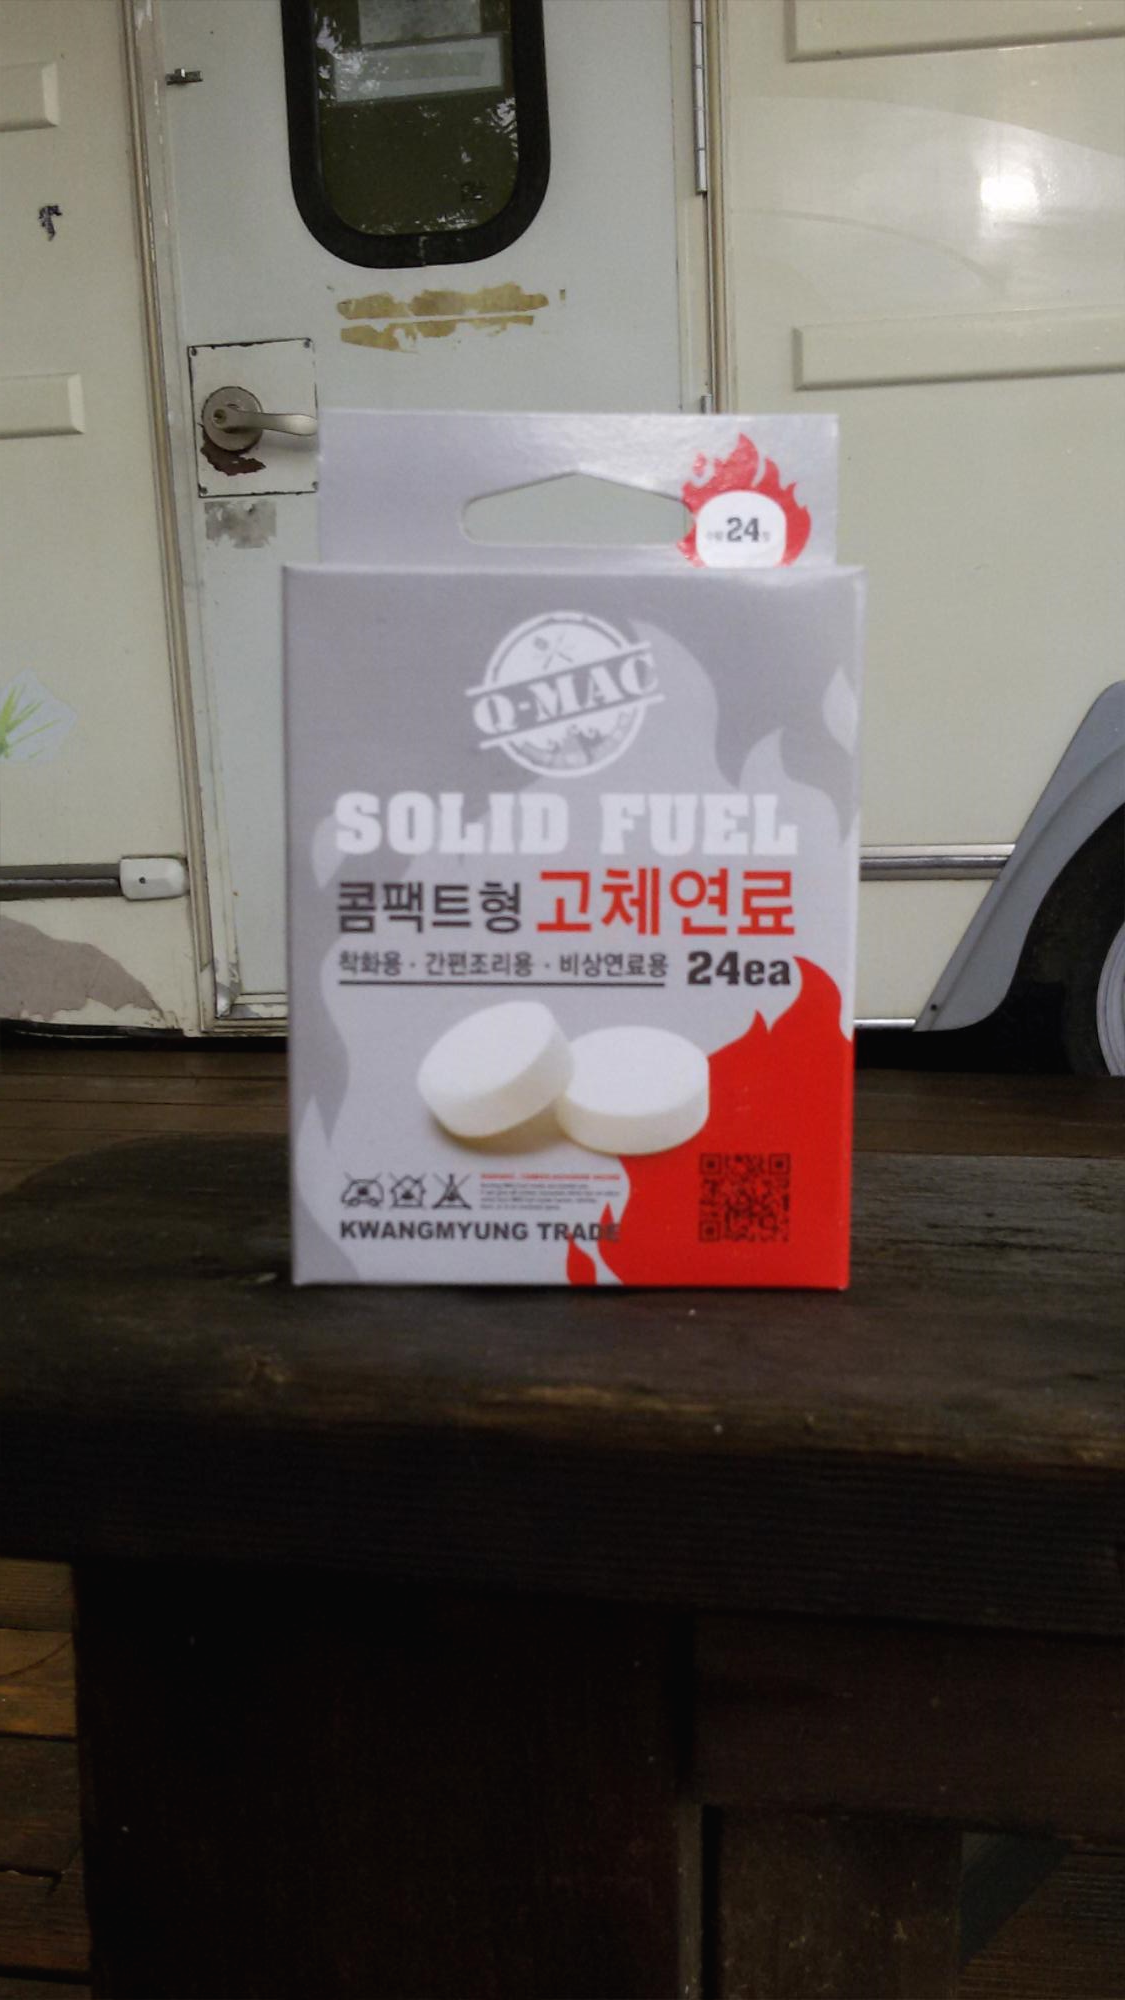 24
Q-MAC
SOLID FUEL
콤팩트형 고체연료
착화용 · 간편조리용 · 비상연료용 24ea
KWANGMYUNG TRADE